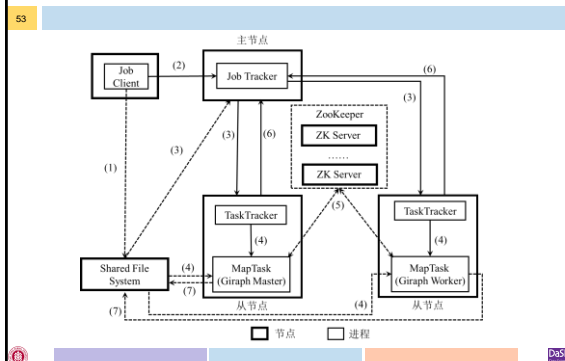 53
主节点
Job
Client
(2)
Job Tracker
(6)
(3)
(3)
(3)
(6)
(1)
ZooKeeper
ZK Server
......
ZK Server
(5)
TaskTracker
(4)
MapTask
(Giraph Master)
从节点
TaskTracker
(4)
MapTask
(Giraph Worker)
从节点
Shared File
System
(4)
(7)
(4)
(7)
节点
进程
DaS